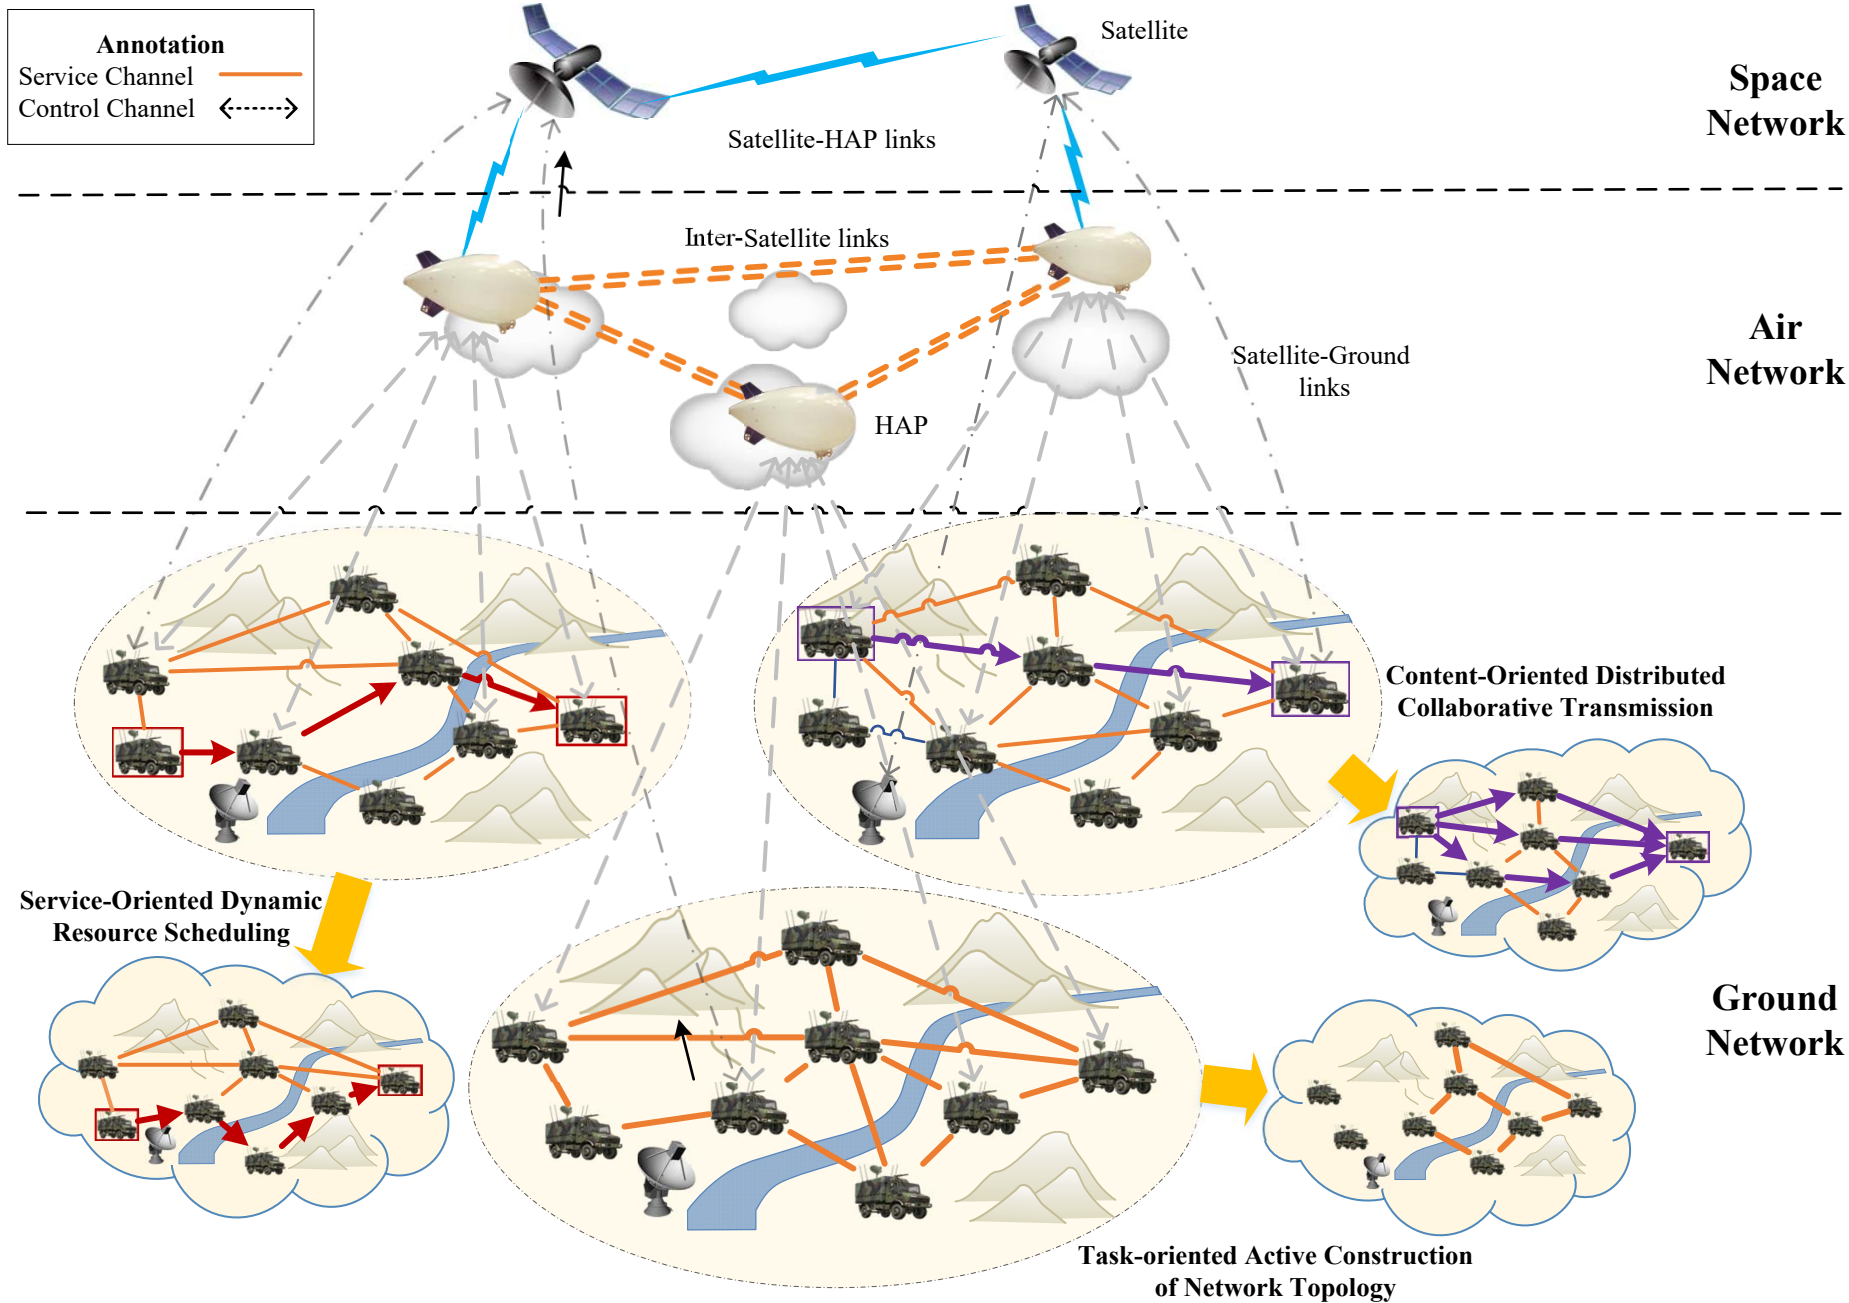 Annotation
Service Channel
Control Channel
Satellite
Space
Network
Satellite-HAP links
Inter-Satellite links
Air
Network
Satellite-Ground
links
HAP
Content-Oriented Distributed
Collaborative Transmission
Service-Oriented Dynamic
Resource Scheduling
Ground
Network
Task-oriented Active Construction
of Network Topology